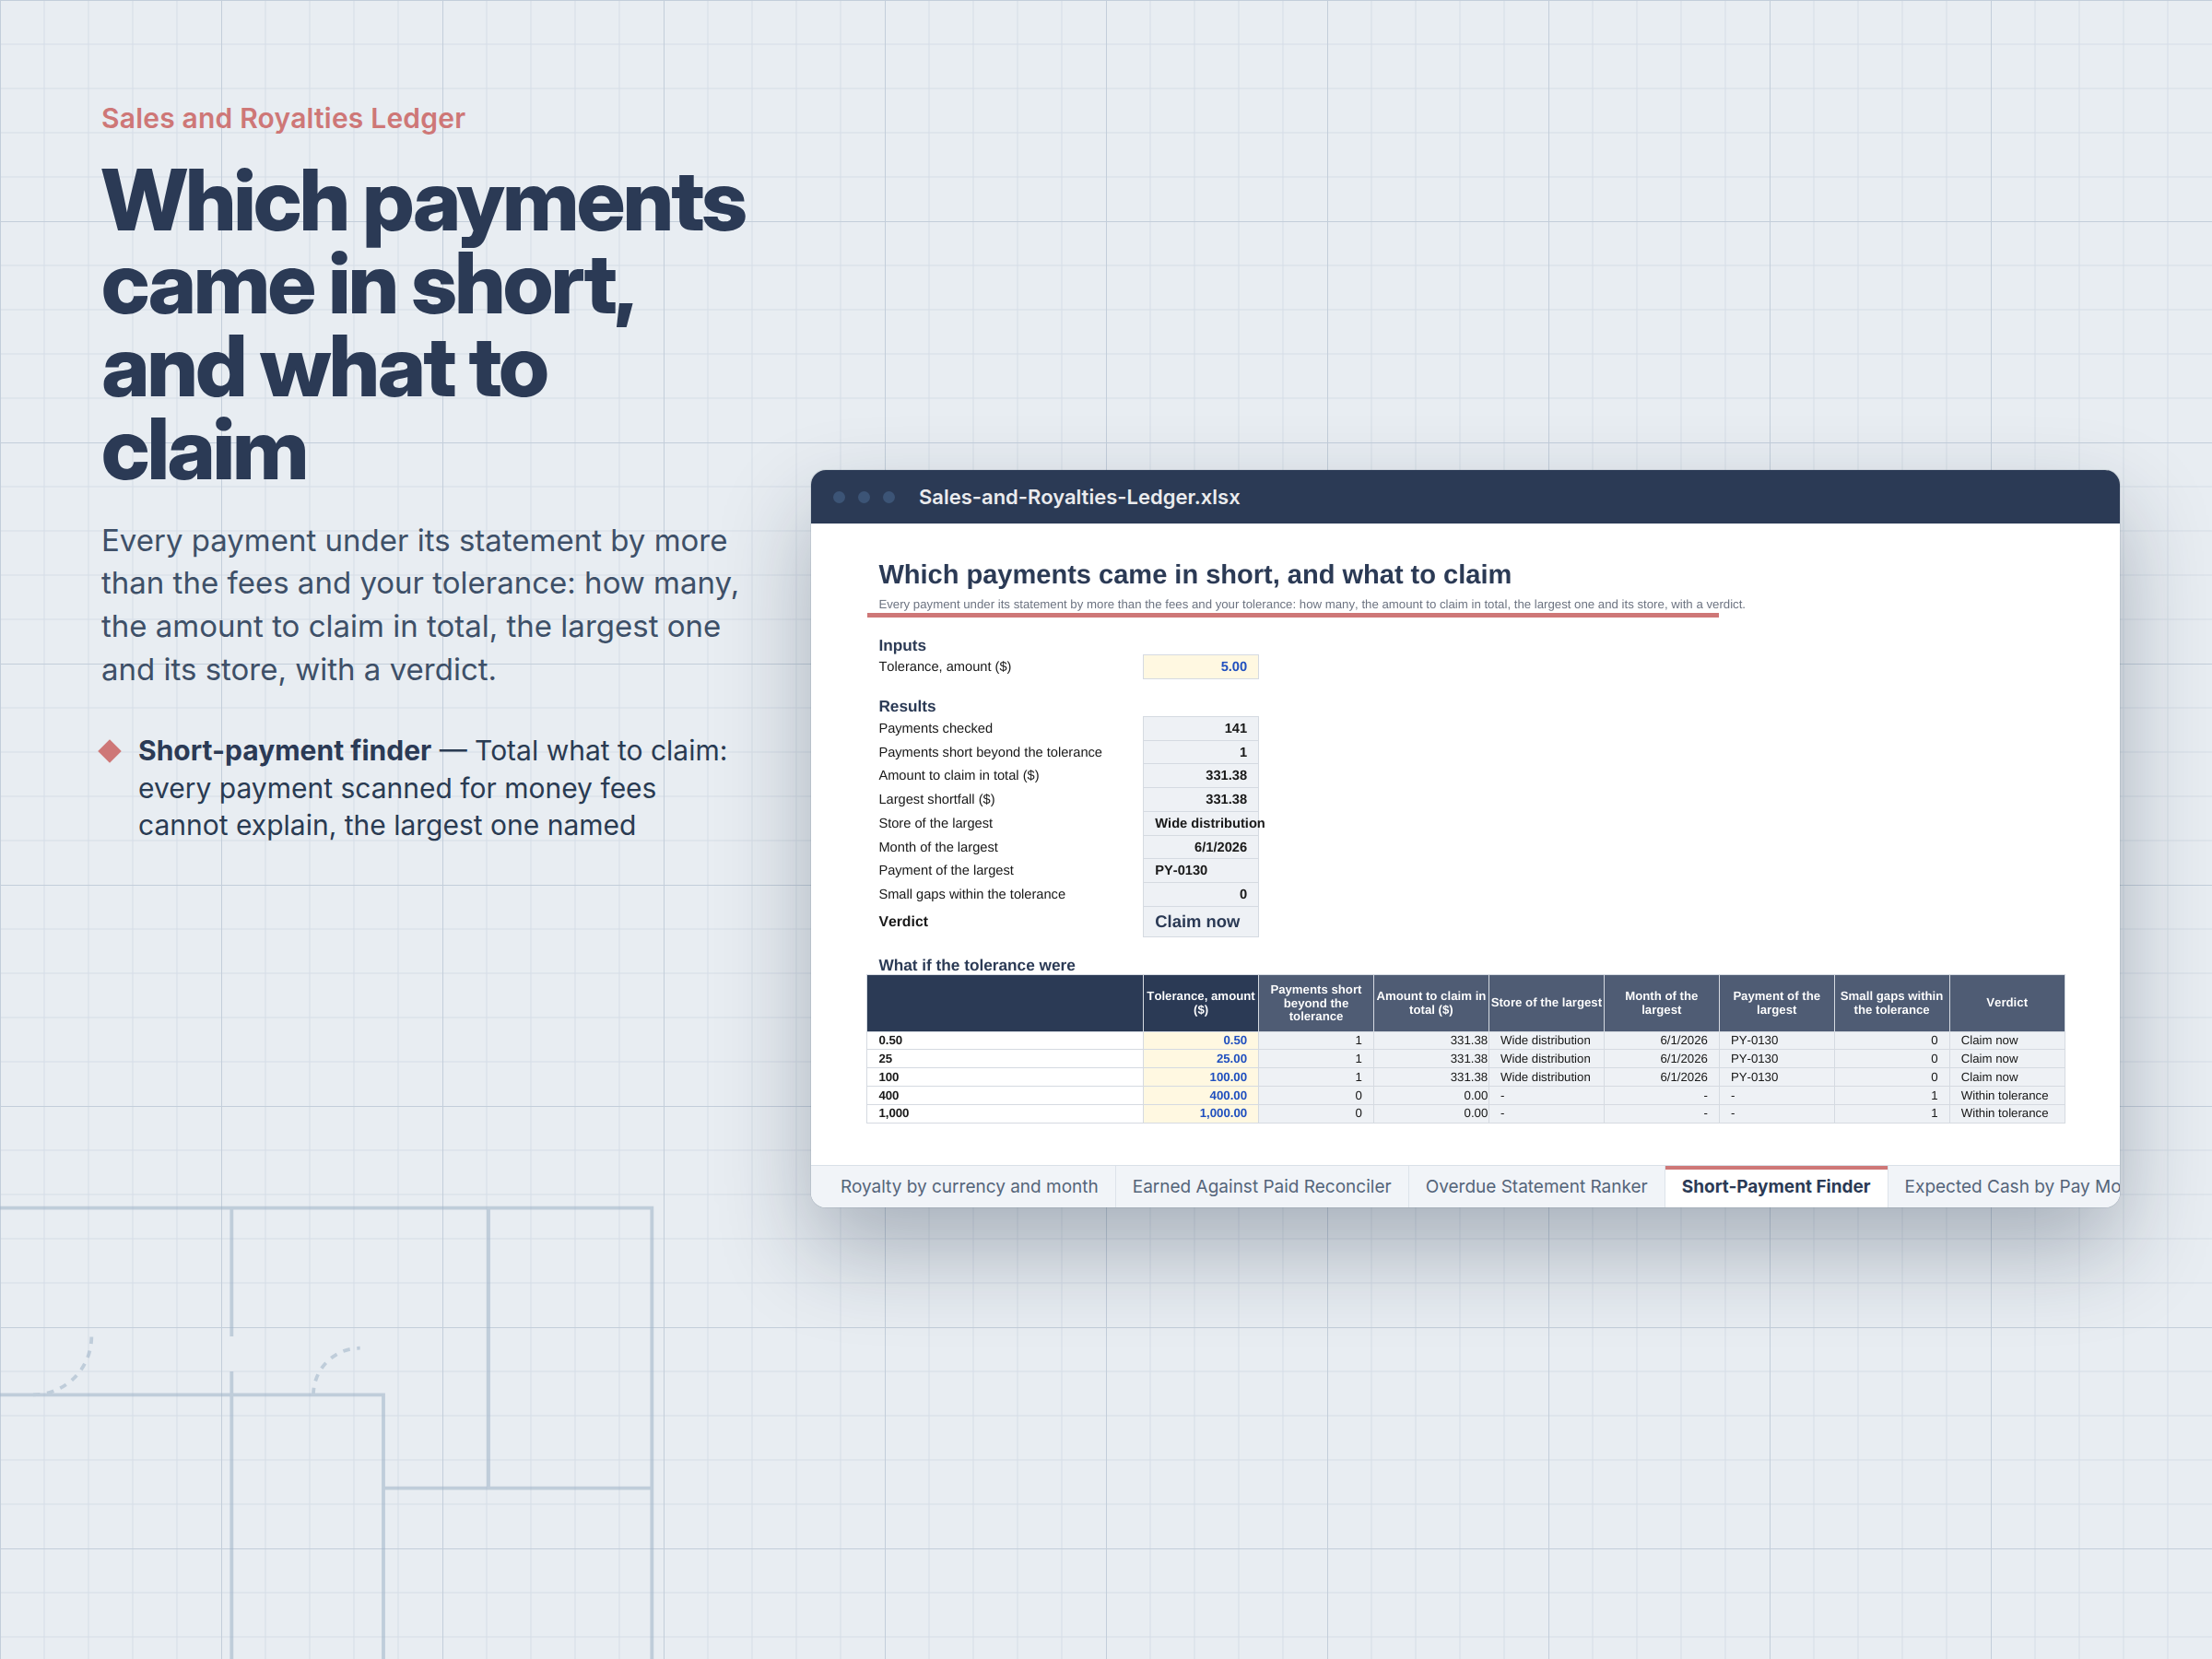 Sales and Royalties Ledger
Which payments
came in short,
and what to
claim
Every payment under its statement by more
than the fees and your tolerance: how many,
the amount to claim in total, the largest one
and its store, with a verdict.
Short-payment finder — Total what to claim:
every payment scanned for money fees
cannot explain, the largest one named
Sales-and-Royalties-Ledger.xlsx
Which payments came in short, and what to claim
Every payment under its statement by more than the fees and your tolerance: how many, the amount to claim in total, the largest one and its store, with a verdict.
Inputs
Tolerance, amount ($) 5.00
Results
Payments checked 141
Payments short beyond the tolerance 1
Amount to claim in total ($) 331.38
Largest shortfall ($) 331.38
Store of the largest Wide distribution
Month of the largest 6/1/2026
Payment of the largest PY-0130
Small gaps within the tolerance 0
Verdict Claim now
What if the tolerance were
Tolerance, amount ($) Payments short beyond the tolerance Amount to claim in total ($) Store of the largest Month of the largest Payment of the largest Small gaps within the tolerance Verdict
0.50 0.50 1 331.38 Wide distribution 6/1/2026 PY-0130 0 Claim now
25 25.00 1 331.38 Wide distribution 6/1/2026 PY-0130 0 Claim now
100 100.00 1 331.38 Wide distribution 6/1/2026 PY-0130 0 Claim now
400 400.00 0 0.00 - - - 1 Within tolerance
1,000 1,000.00 0 0.00 - - - 1 Within tolerance
Royalty by currency and month Earned Against Paid Reconciler Overdue Statement Ranker Short-Payment Finder Expected Cash by Pay Mo